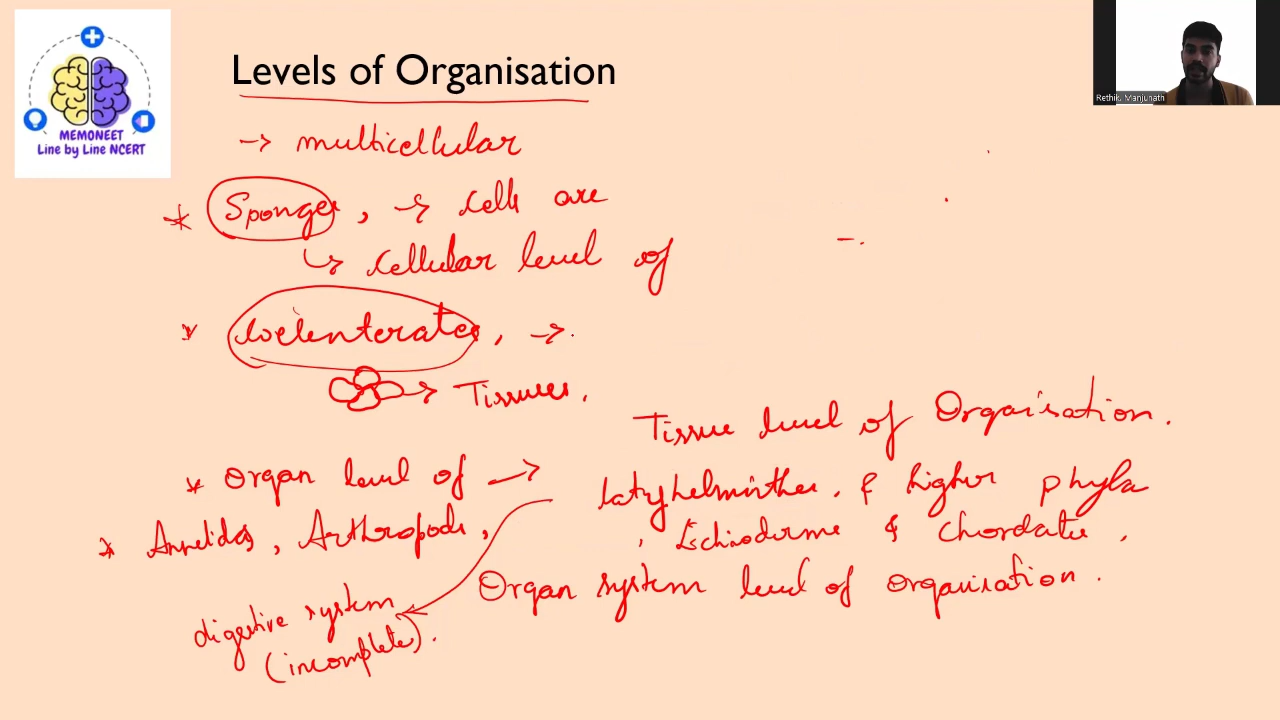 Levels of Organisation
MEMONEET
Line by Line NCERT
Rethik Manjunath
→ multicellular
* Sponges, → cells are
↳ cellular level of
* Coelenterates, →
→ Tissues.
Tissue level of Organisation.
* Organ level of →
Platyhelminthes. & higher phyla
* Annelidas, Arthropods, , Echinoderms & Chordates.
Organ system level of organisation.
digestive system
(incomplete).